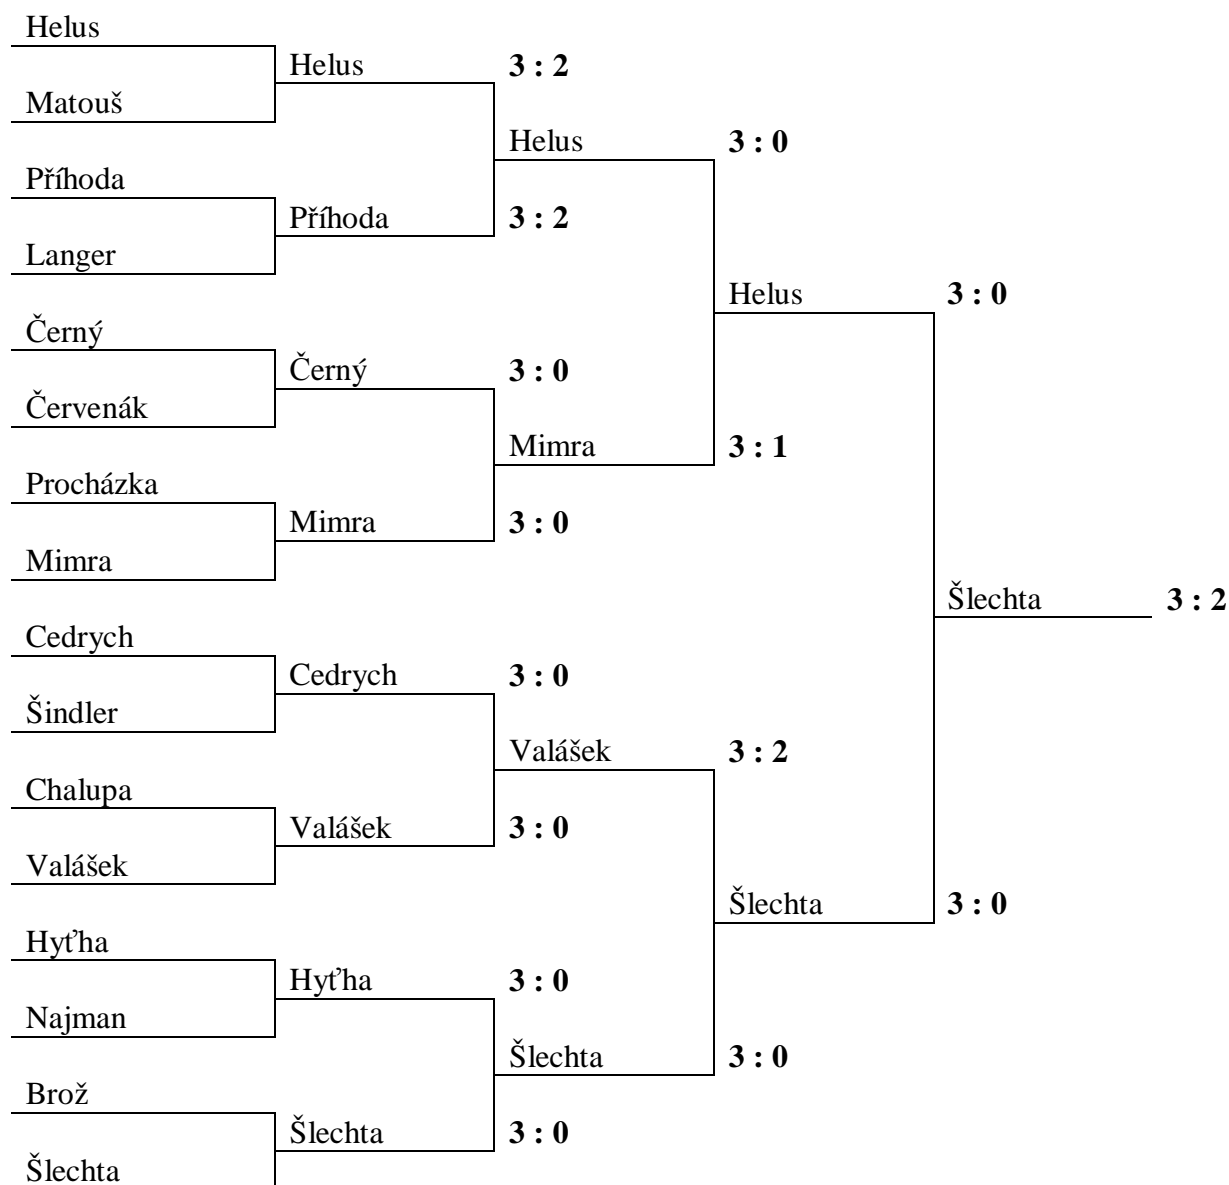 Helus
Helus 3 : 2
Matouš
Helus 3 : 0
Příhoda
Příhoda 3 : 2
Langer
Helus 3 : 0
Černý
Černý 3 : 0
Červenák
Mimra 3 : 1
Procházka
Mimra 3 : 0
Mimra
Šlechta 3 : 2
Cedrych
Cedrych 3 : 0
Šindler
Valášek 3 : 2
Chalupa
Valášek 3 : 0
Valášek
Šlechta 3 : 0
Hyťha
Hyťha 3 : 0
Najman
Šlechta 3 : 0
Brož
Šlechta 3 : 0
Šlechta